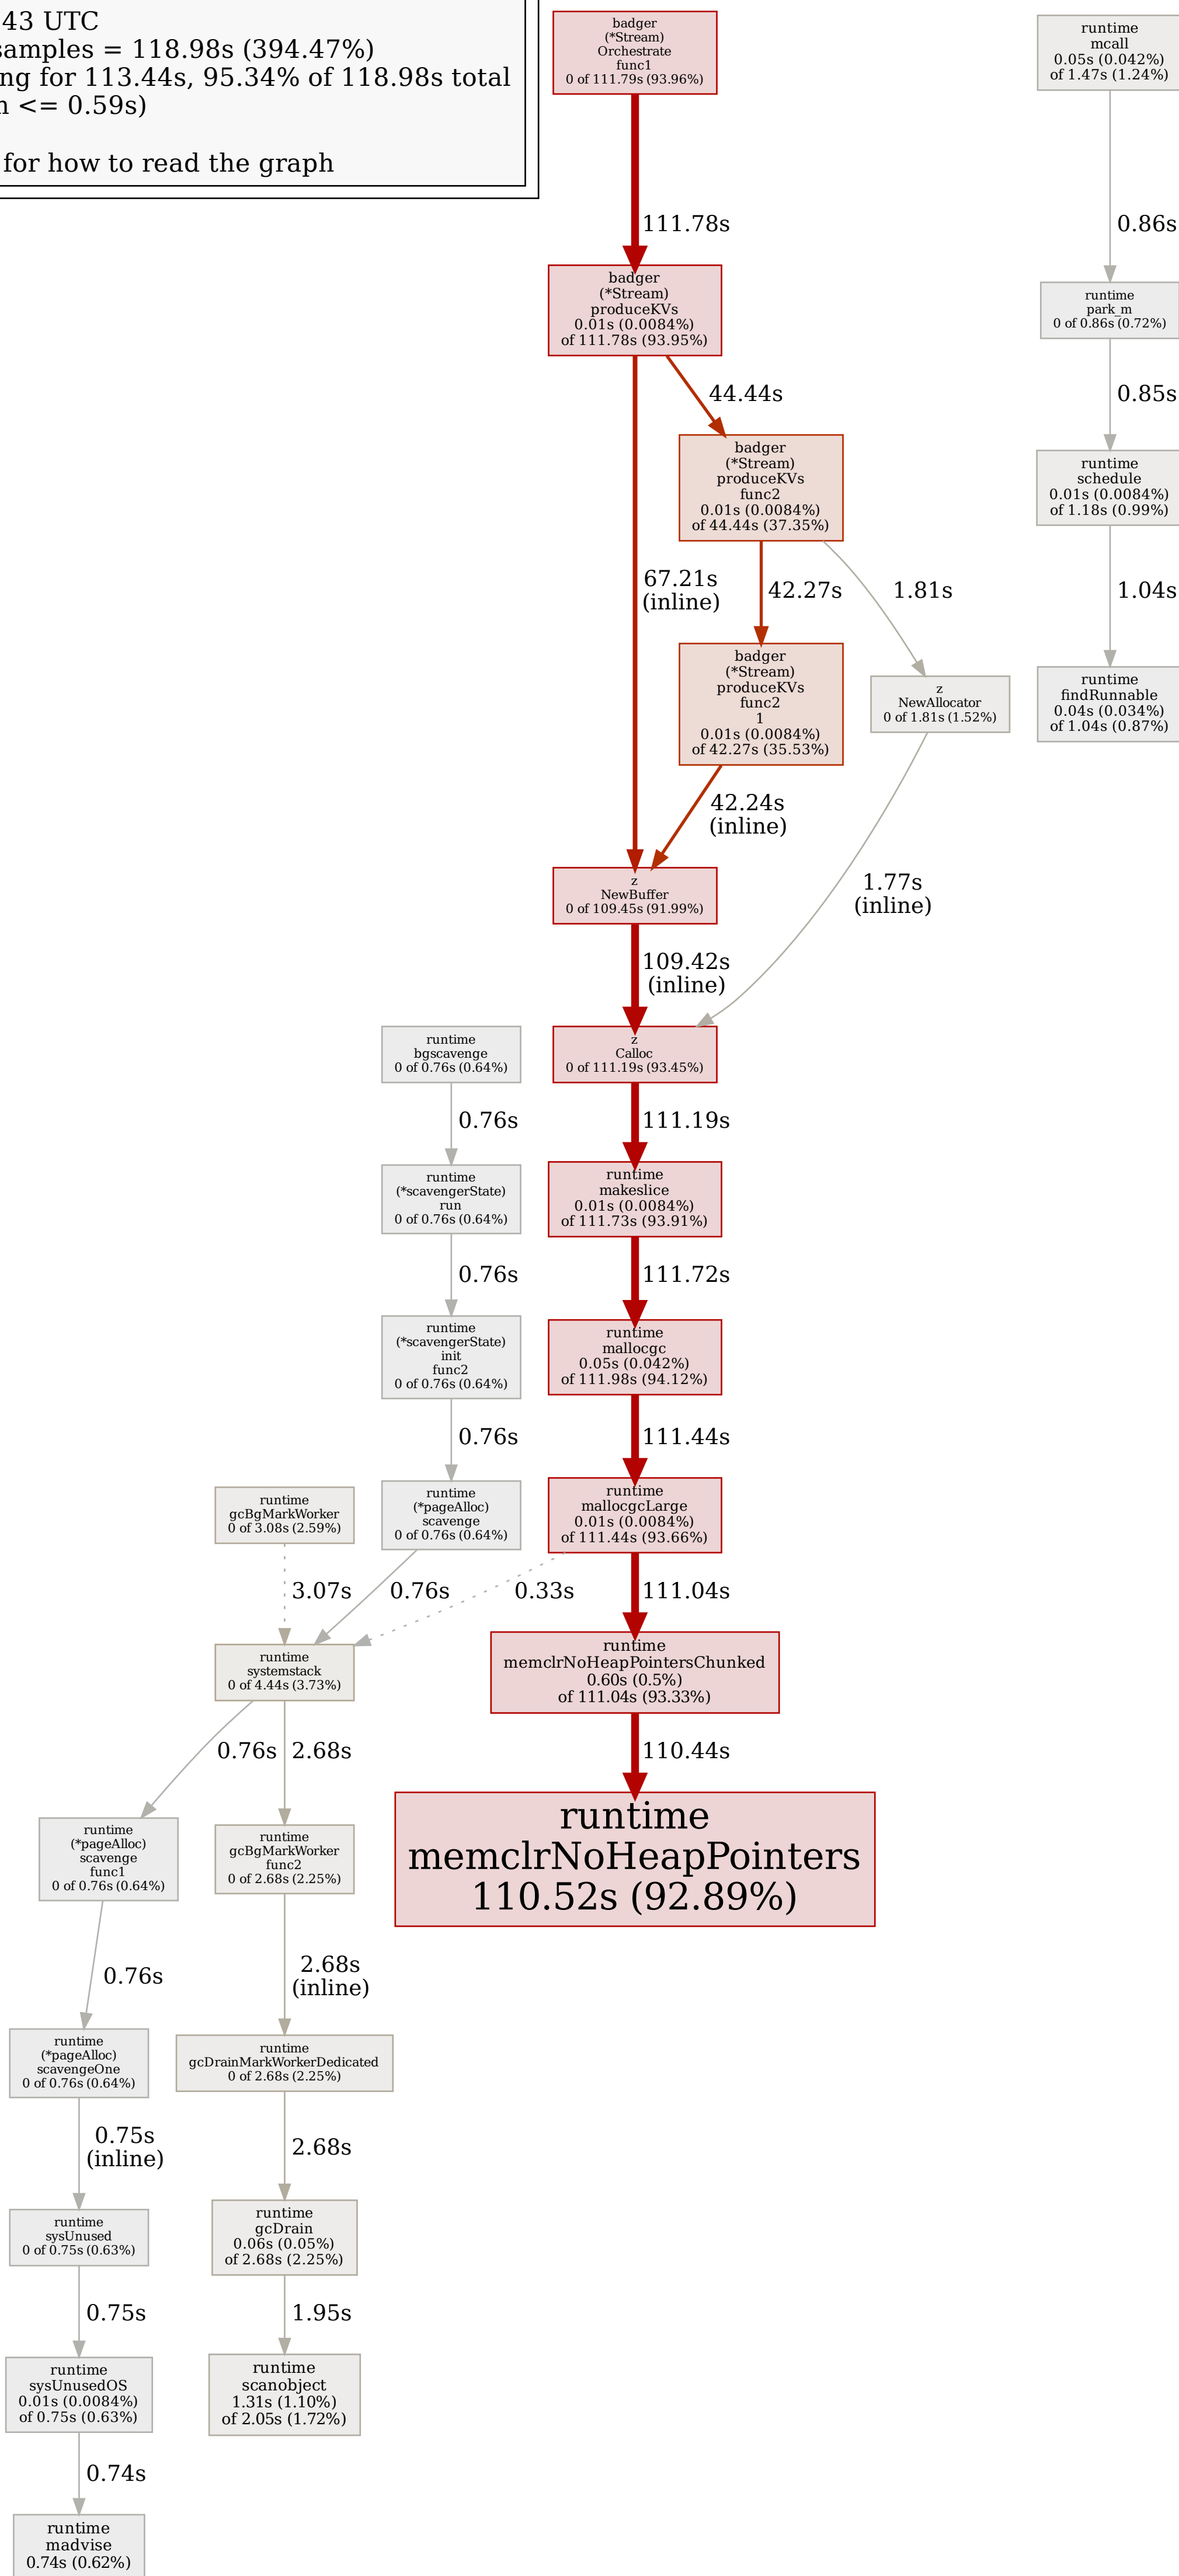 43 UTC
samples = 118.98s (394.47%)
ng for 113.44s, 95.34% of 118.98s total
<= 0.59s)
for how to read the graph
badger
(*Stream)
Orchestrate
func1
0 of 111.79s (93.96%)
runtime
mcall
0.05s (0.042%)
of 1.47s (1.24%)
111.78s
0.86s
badger
(*Stream)
produceKVs
0.01s (0.0084%)
of 111.78s (93.95%)
runtime
park_m
0 of 0.86s (0.72%)
44.44s
0.85s
badger
(*Stream)
produceKVs
func2
0.01s (0.0084%)
of 44.44s (37.35%)
runtime
schedule
0.01s (0.0084%)
of 1.18s (0.99%)
67.21s
(inline)
42.27s
1.81s
1.04s
badger
(*Stream)
produceKVs
func2
1
0.01s (0.0084%)
of 42.27s (35.53%)
z
NewAllocator
0 of 1.81s (1.52%)
runtime
findRunnable
0.04s (0.034%)
of 1.04s (0.87%)
42.24s
(inline)
z
NewBuffer
0 of 109.45s (91.99%)
1.77s
(inline)
109.42s
(inline)
runtime
bgscavenge
0 of 0.76s (0.64%)
z
Calloc
0 of 111.19s (93.45%)
0.76s
111.19s
runtime
(*scavengerState)
run
0 of 0.76s (0.64%)
runtime
makeslice
0.01s (0.0084%)
of 111.73s (93.91%)
0.76s
111.72s
runtime
(*scavengerState)
init
func2
0 of 0.76s (0.64%)
runtime
mallocgc
0.05s (0.042%)
of 111.98s (94.12%)
0.76s
111.44s
runtime
gcBgMarkWorker
0 of 3.08s (2.59%)
runtime
(*pageAlloc)
scavenge
0 of 0.76s (0.64%)
runtime
mallocgcLarge
0.01s (0.0084%)
of 111.44s (93.66%)
3.07s
0.76s
0.33s
111.04s
runtime
systemstack
0 of 4.44s (3.73%)
runtime
memclrNoHeapPointersChunked
0.60s (0.5%)
of 111.04s (93.33%)
0.76s
2.68s
110.44s
runtime
(*pageAlloc)
scavenge
func1
0 of 0.76s (0.64%)
runtime
gcBgMarkWorker
func2
0 of 2.68s (2.25%)
runtime
memclrNoHeapPointers
110.52s (92.89%)
0.76s
2.68s
(inline)
runtime
(*pageAlloc)
scavengeOne
0 of 0.76s (0.64%)
runtime
gcDrainMarkWorkerDedicated
0 of 2.68s (2.25%)
0.75s
(inline)
2.68s
runtime
sysUnused
0 of 0.75s (0.63%)
runtime
gcDrain
0.06s (0.05%)
of 2.68s (2.25%)
0.75s
1.95s
runtime
sysUnusedOS
0.01s (0.0084%)
of 0.75s (0.63%)
runtime
scanobject
1.31s (1.10%)
of 2.05s (1.72%)
0.74s
runtime
madvise
0.74s (0.62%)